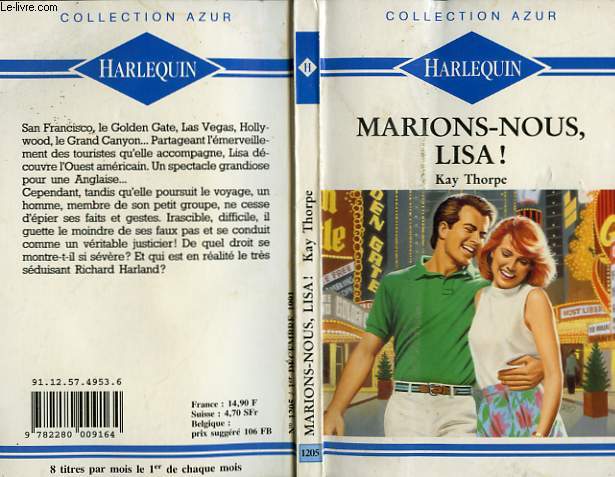 Le-livre.com
COLLECTION AZUR
HARLEQUIN
San Francisco, le Golden Gate, Las Vegas, Holly-
wood, le Grand Canyon... Partageant l'émerveille-
ment des touristes qu'elle accompagne, Lisa dé-
couvre l'Ouest américain. Un spectacle grandiose
pour une Anglaise...
Cependant, tandis qu'elle poursuit le voyage, un
homme, membre de son petit groupe, ne cesse
d'épier ses faits et gestes. Irascible, difficile, il
guette le moindre de ses faux pas et se conduit
comme un véritable justicier! De quel droit se
montre-t-il si sévère? Et qui est en réalité le très
séduisant Richard Harland?
91.12.57.4953.6
9 782280 009164
France : 14,90 F
Suisse : 4,70 SFr
Belgique :
prix suggéré 106 FB
8 titres par mois le 1er de chaque mois
H
MARIONS-NOUS, LISA! Kay Thorpe
N° 1205 / 1er DÉCEMBRE 1991
1205
COLLECTION AZUR
HARLEQUIN
MARIONS-NOUS,
LISA !
Kay Thorpe
DEN GATE
HOST LIBER